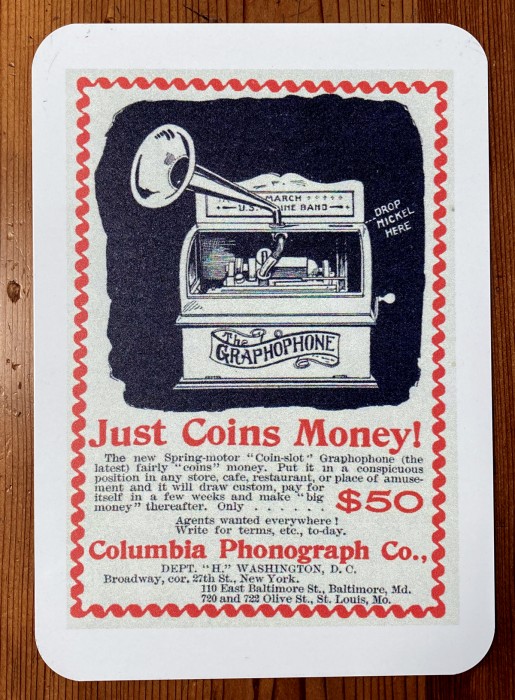 MARCH
U.S. INE BAND
DROP
NICKEL
HERE
The
GRAPHOPHONE
Just Coins Money!
The new Spring-motor "Coin-slot" Graphophone (the
latest) fairly "coins" money. Put it in a conspicuous
position in any store, cafe, restaurant, or place of amuse-
ment and it will draw custom, pay for
itself in a few weeks and make "big
money" thereafter. Only . . . . . . $50
Agents wanted everywhere!
Write for terms, etc., to-day.
Columbia Phonograph Co.,
DEPT. "H." WASHINGTON, D. C.
Broadway, cor. 27th St., New York.
110 East Baltimore St., Baltimore, Md.
720 and 722 Olive St., St. Louis, Mo.